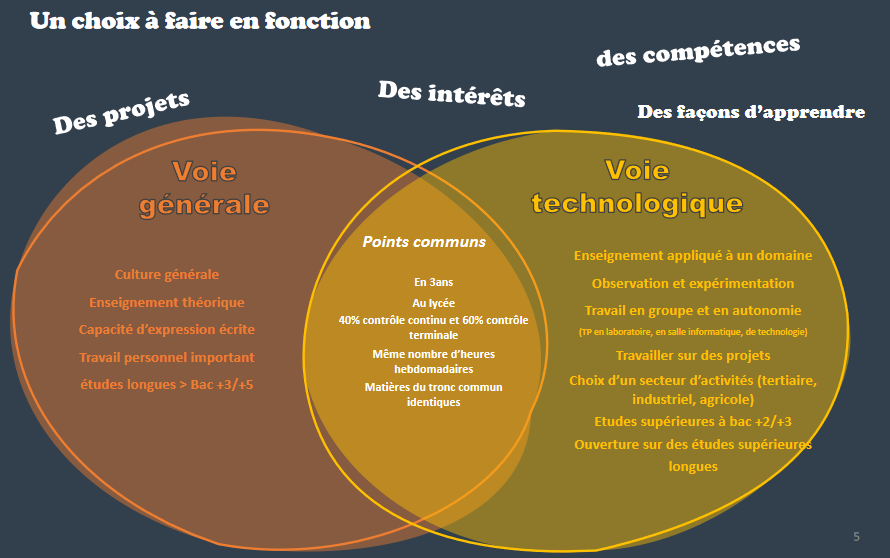 Un choix à faire en fonction
des compétences
Des intérêts
Des projets
Des façons d'apprendre
Voie
générale
Culture générale
Enseignement théorique
Capacité d'expression écrite
Travail personnel important
études longues > Bac +3/+5
Points communs
En 3ans
Au lycée
40% contrôle continu et 60% contrôle
terminale
Même nombre d'heures
hebdomadaires
Matières du tronc commun
identiques
Voie
technologique
Enseignement appliqué à un domaine
Observation et expérimentation
Travail en groupe et en autonomie
(TP en laboratoire, en salle informatique, de technologie)
Travailler sur des projets
Choix d'un secteur d'activités (tertiaire,
industriel, agricole)
Etudes supérieures à bac +2/+3
Ouverture sur des études supérieures
longues
5